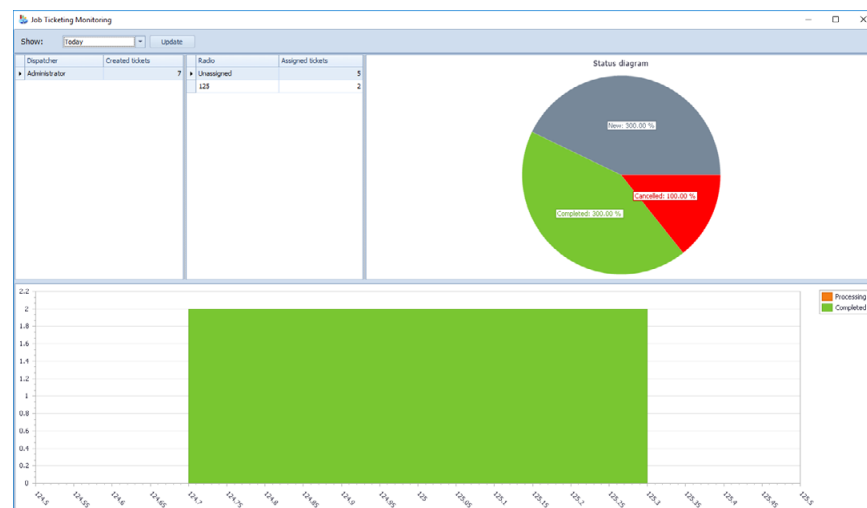 Job Ticketing Monitoring
Show: Today Update
Dispatcher Created tickets
Administrator 7
Radio Assigned tickets
Unassigned 5
125 2
Status diagram
New: 300.00 %
Cancelled: 100.00 %
Completed: 300.00 %
2.2
2
1.8
1.6
1.4
1.2
1
0.8
0.6
0.4
0.2
0
124.5 124.55 124.6 124.65 124.7 124.75 124.8 124.85 124.9 124.95 125 125.05 125.1 125.15 125.2 125.25 125.3 125.35 125.4 125.45 125.5
Processing
Completed